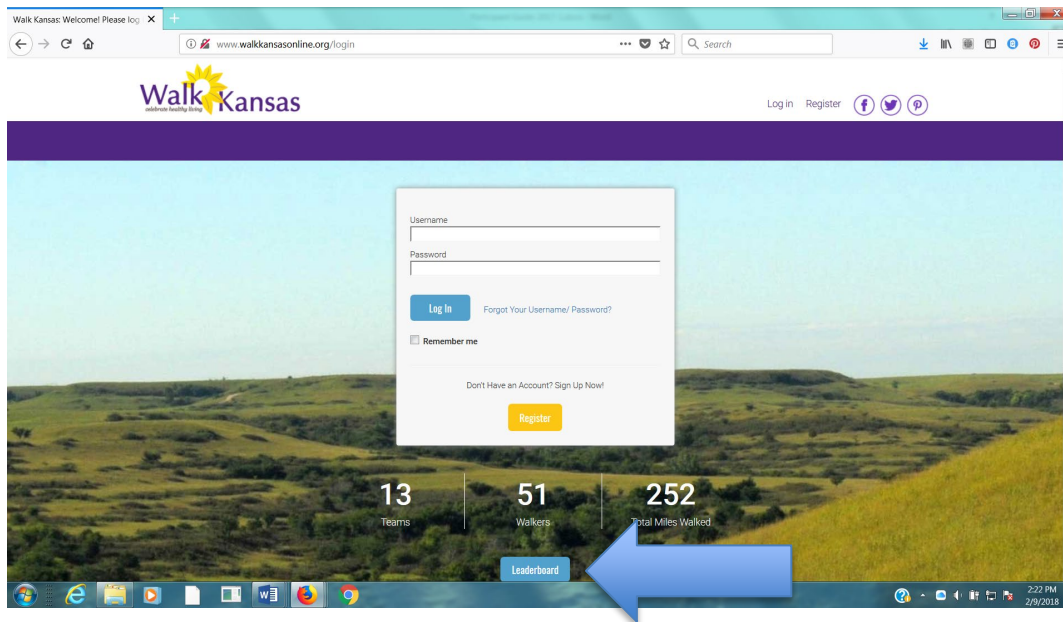 Walk Kansas: Welcome! Please log
www.walkkansasonline.org/login
Search
Walk Kansas
celebrate healthy living
Log in Register
Username
Password
Log In Forgot Your Username/ Password?
Remember me
Don't Have an Account? Sign Up Now!
Register
13 51 252
Teams Walkers Total Miles Walked
Leaderboard
2:22 PM
2/9/2018